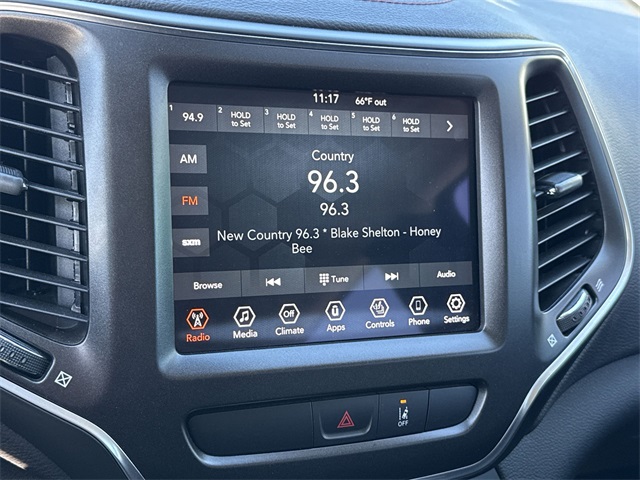 11:17 66°F out
1 94.9 2 HOLD to Set 3 HOLD to Set 4 HOLD to Set 5 HOLD to Set 6 HOLD to Set
AM
Country
96.3
FM
96.3
New Country 96.3 * Blake Shelton - Honey
Bee
Browse Tune Audio
Radio Media Off Climate Apps Controls Phone Settings
OFF